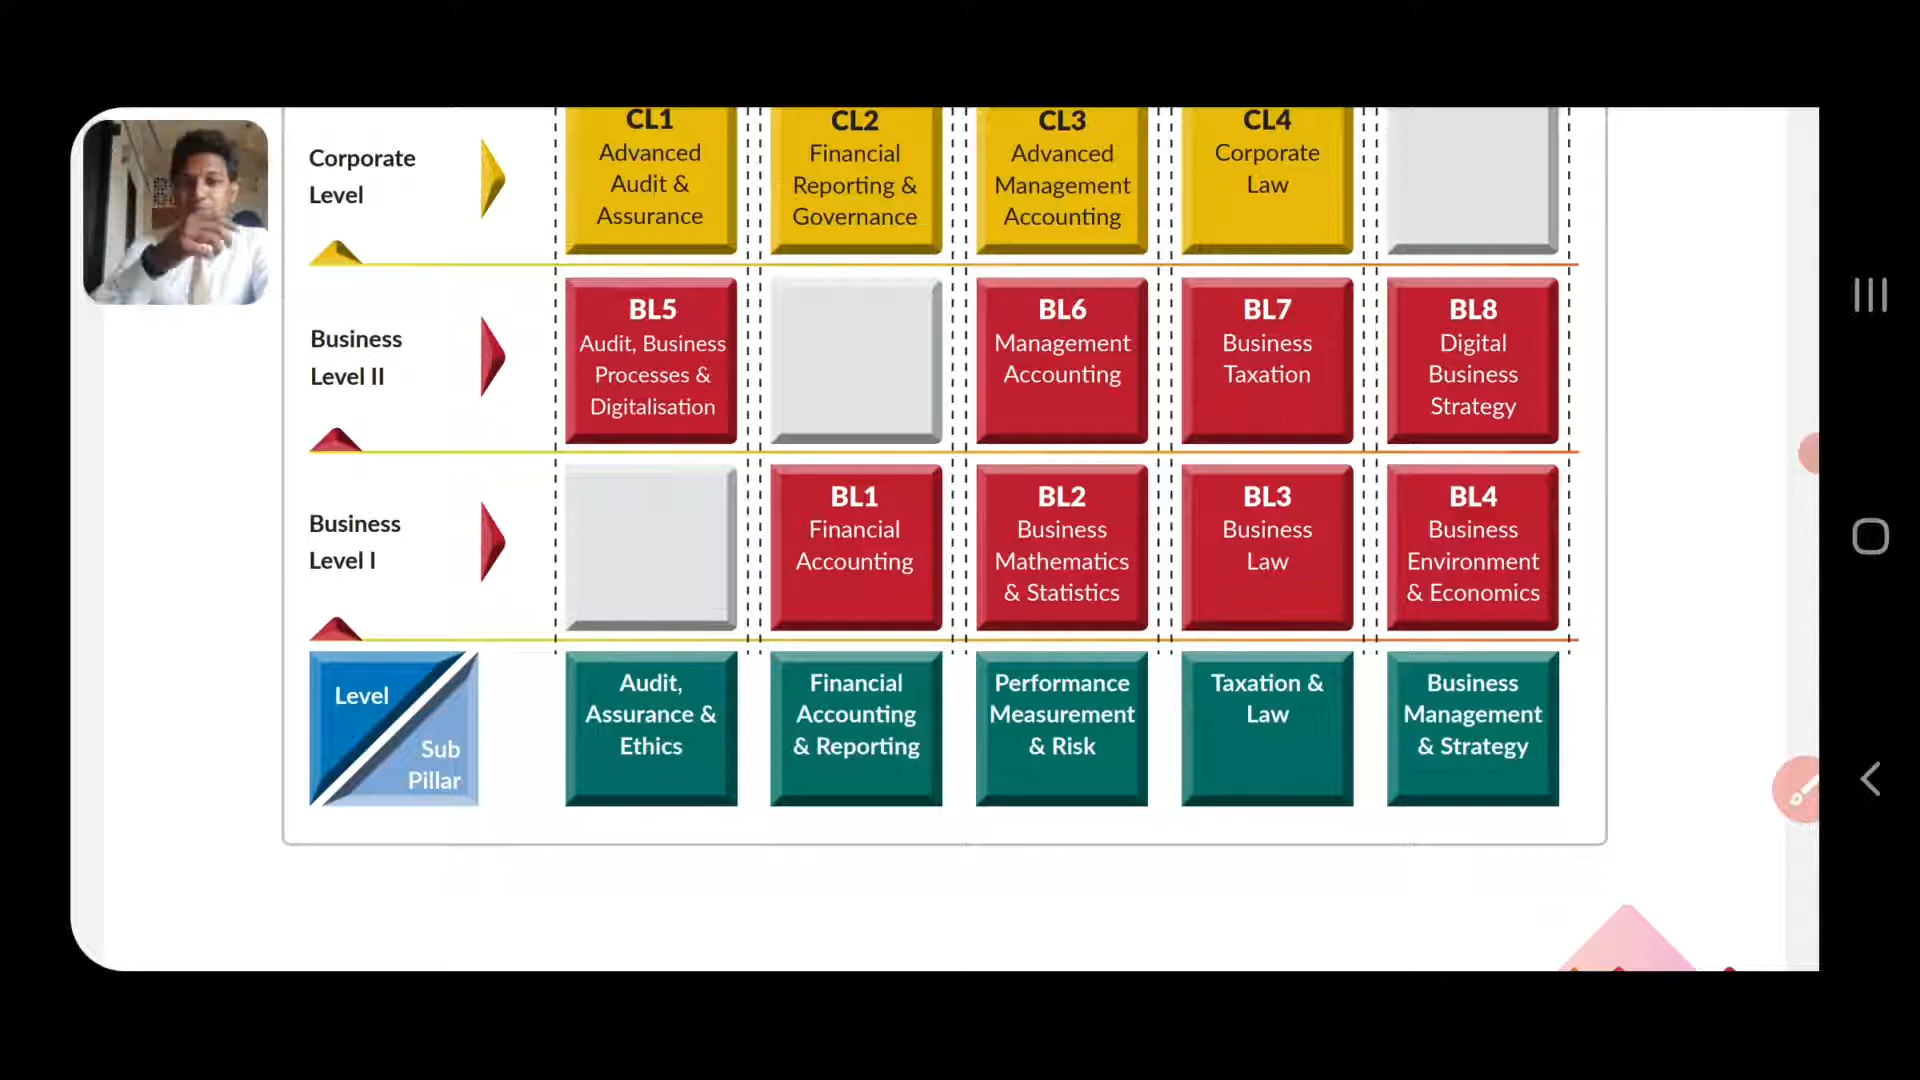 Corporate
Level
CL1
Advanced
Audit &
Assurance
CL2
Financial
Reporting &
Governance
CL3
Advanced
Management
Accounting
CL4
Corporate
Law
Business
Level II
BL5
Audit, Business
Processes &
Digitalisation
BL6
Management
Accounting
BL7
Business
Taxation
BL8
Digital
Business
Strategy
Business
Level I
BL1
Financial
Accounting
BL2
Business
Mathematics
& Statistics
BL3
Business
Law
BL4
Business
Environment
& Economics
Level
Sub
Pillar
Audit,
Assurance &
Ethics
Financial
Accounting
& Reporting
Performance
Measurement
& Risk
Taxation &
Law
Business
Management
& Strategy